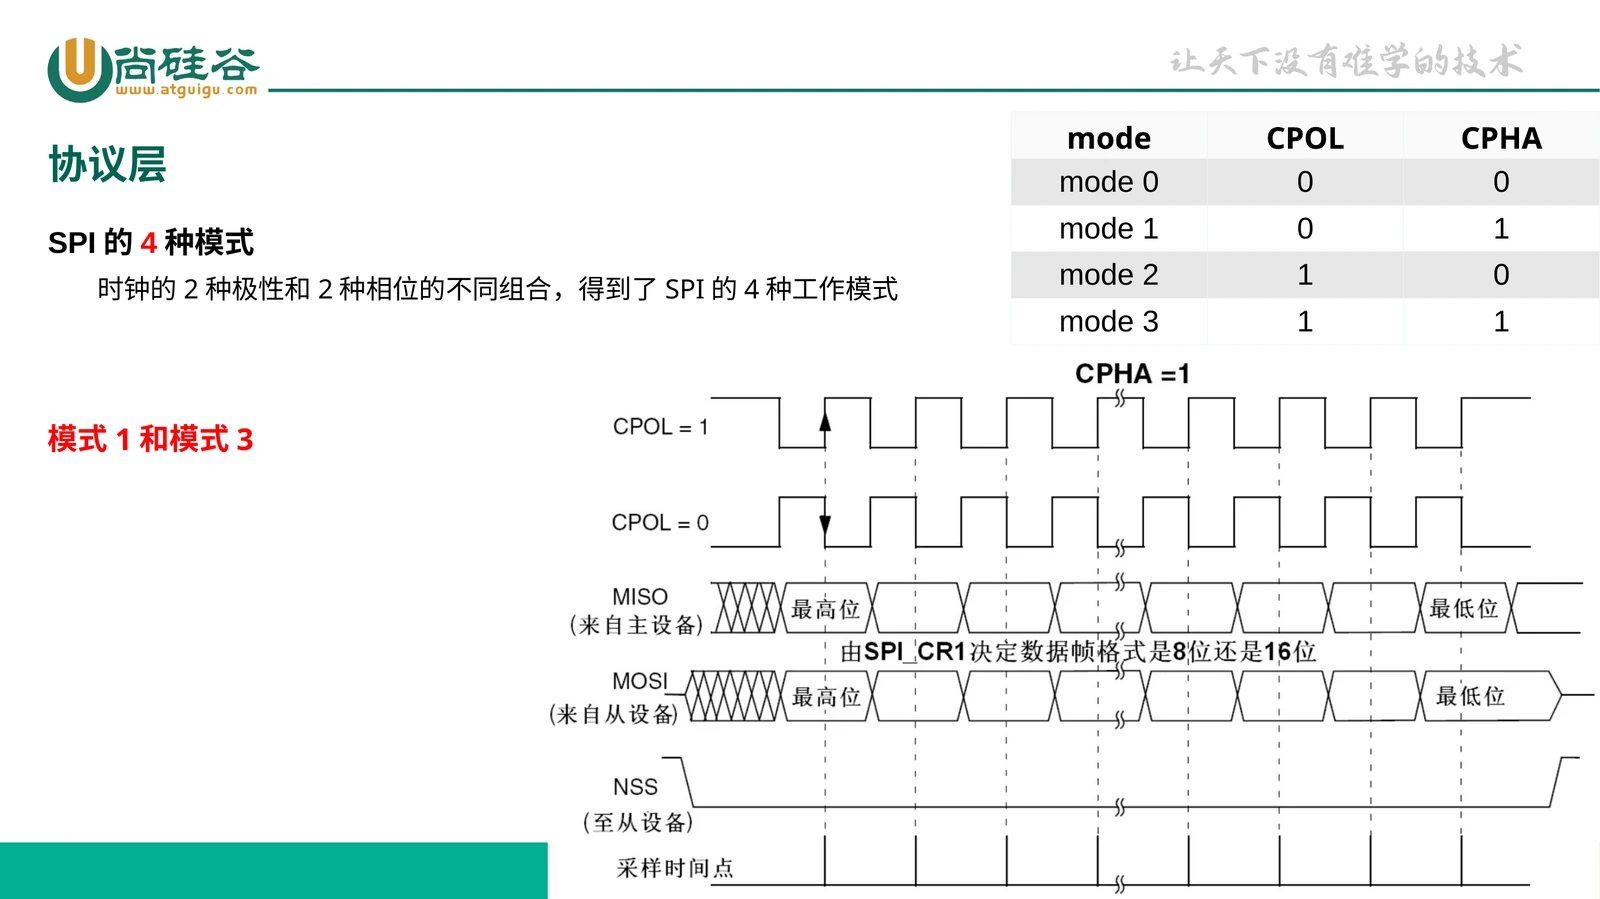 尚硅谷
www.atguigu.com
让天下没有难学的技术
协议层
SPI 的 4 种模式
时钟的 2 种极性和 2 种相位的不同组合，得到了 SPI 的 4 种工作模式
mode CPOL CPHA
mode 0 0 0
mode 1 0 1
mode 2 1 0
mode 3 1 1
模式 1 和模式 3
CPHA =1
CPOL = 1
CPOL = 0
MISO
(来自主设备)
最高位 最低位
由SPI_CR1决定数据帧格式是8位还是16位
MOSI
(来自从设备)
最高位 最低位
NSS
(至从设备)
采样时间点